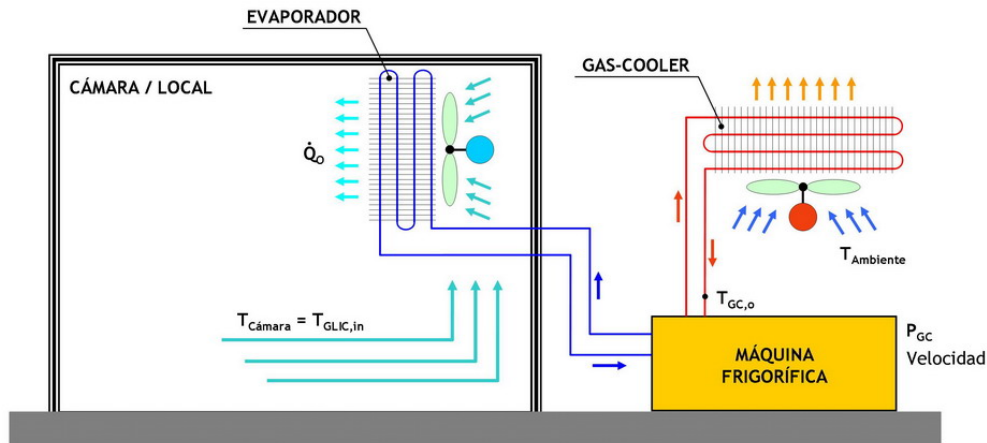 EVAPORADOR
CÁMARA / LOCAL
GAS-COOLER
Q̇O
TAmbiente
TGC,o
TCámara = TGLIC,in
PGC
Velocidad
MÁQUINA
FRIGORÍFICA